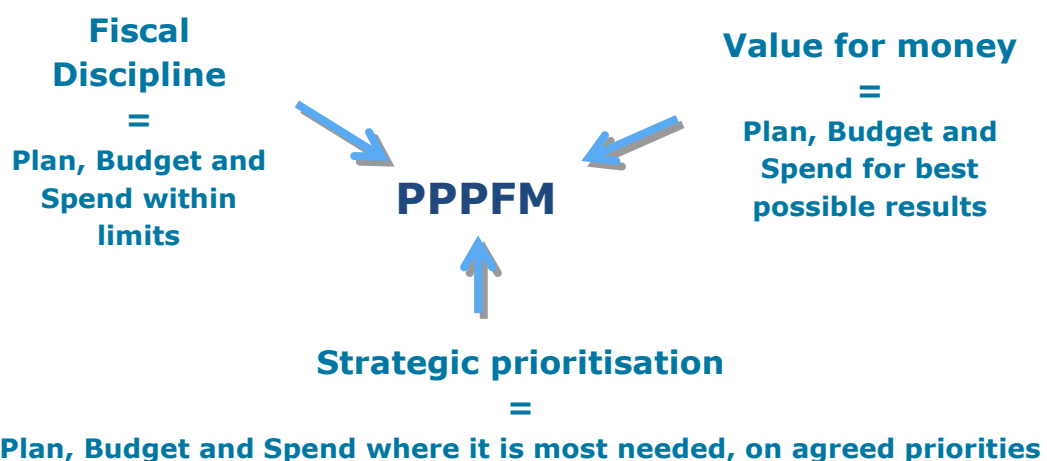 Fiscal
Discipline
=
Plan, Budget and
Spend within
limits
Value for money
=
Plan, Budget and
Spend for best
possible results
PPPFM
Strategic prioritisation
=
Plan, Budget and Spend where it is most needed, on agreed priorities